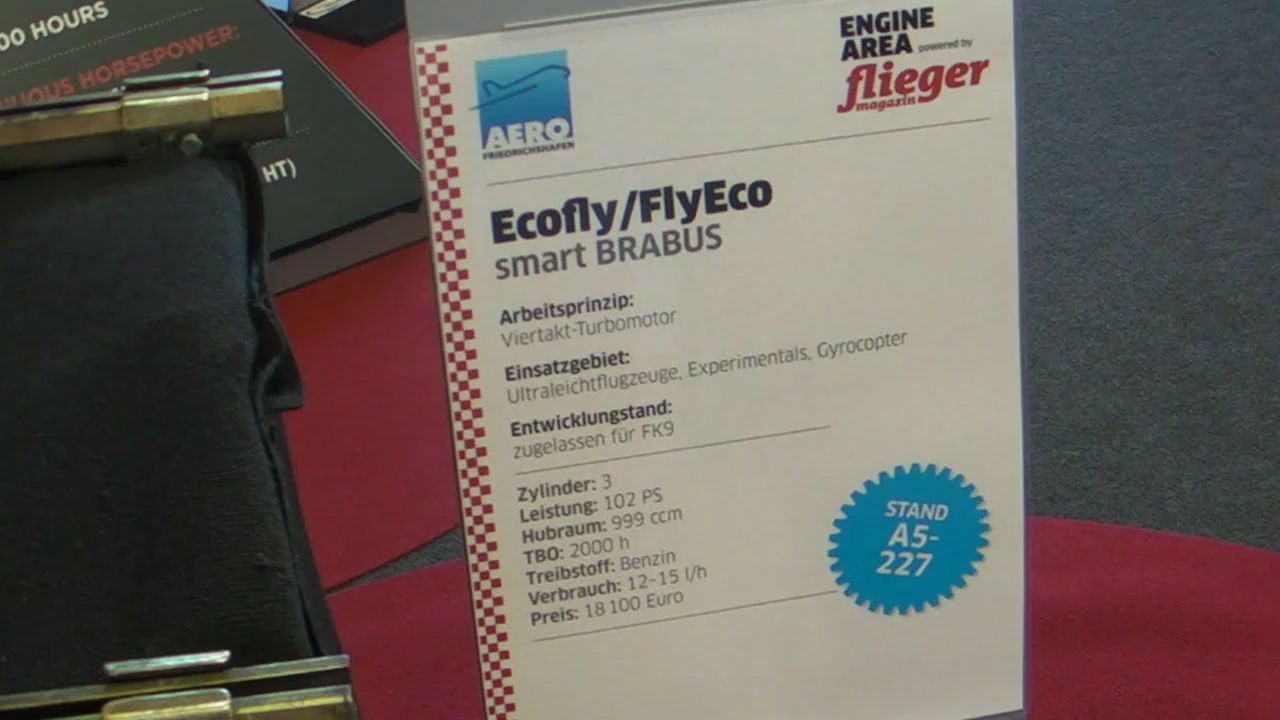 00 HOURS
HORSEPOWER:
HT)
AERO
FRIEDRICHSHAFEN
ENGINE
AREA powered by
flieger
magazin
Ecofly/FlyEco
smart BRABUS
Arbeitsprinzip:
Viertakt-Turbomotor
Einsatzgebiet:
Ultraleichtflugzeuge, Experimentals, Gyrocopter
Entwicklungstand:
zugelassen für FK9
Zylinder: 3
Leistung: 102 PS
Hubraum: 999 ccm
TBO: 2000 h
Treibstoff: Benzin
Verbrauch: 12-15 l/h
Preis: 18 100 Euro
STAND
A5-
227